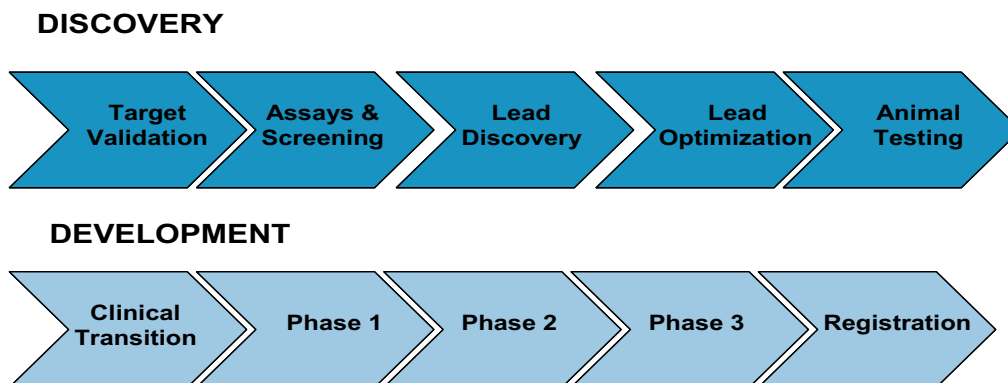 DISCOVERY
Target
Validation
Assays &
Screening
Lead
Discovery
Lead
Optimization
Animal
Testing
DEVELOPMENT
Clinical
Transition
Phase 1
Phase 2
Phase 3
Registration